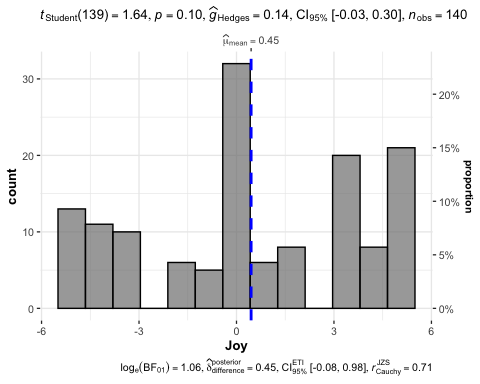 t_Student(139) = 1.64, p = 0.10, ĝ_Hedges = 0.14, CI_95% [-0.03, 0.30], n_obs = 140
μ̂_mean = 0.45
30
20
10
0
count
20%
15%
10%
5%
0%
proportion
-6 -3 0 3 6
Joy
log_e(BF_01) = 1.06, δ̂_difference^posterior = 0.45, CI_95%^ETI [-0.08, 0.98], r_Cauchy^JZS = 0.71